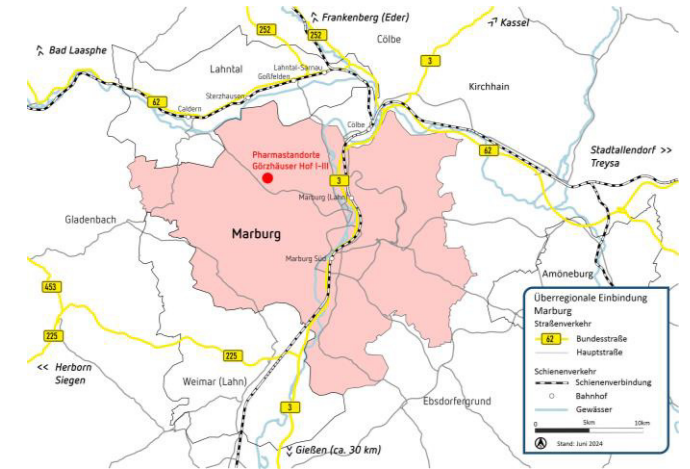 Frankenberg (Eder)
Kassel
252
252
Cölbe
Bad Laasphe
Lahntal
Lahntal-Sarnau
Goßfelden
3
Sterzhausen
Kirchhain
62
Caldern
Cölbe
Stadtallendorf >>
Treysa
62
Pharmastandorte
Görzhäuser Hof I-III
3
Marburg (Lahn)
Gladenbach
Marburg
Marburg Süd
Amöneburg
453
225
225
<< Herborn
Siegen
Weimar (Lahn)
3
Ebsdorfergrund
Gießen (ca. 30 km)
Überregionale Einbindung
Marburg
Straßenverkehr
62 Bundesstraße
Hauptstraße
Schienenverkehr
Schienenverbindung
Bahnhof
Gewässer
0 5km 10km
Stand: Juni 2024